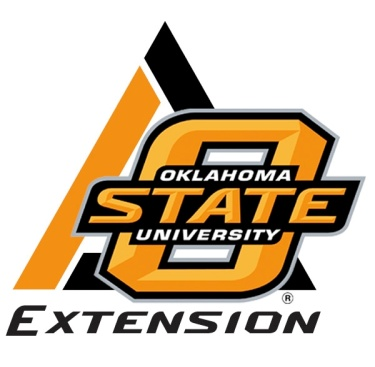 OKLAHOMA
STATE
UNIVERSITY
®
EXTENSION